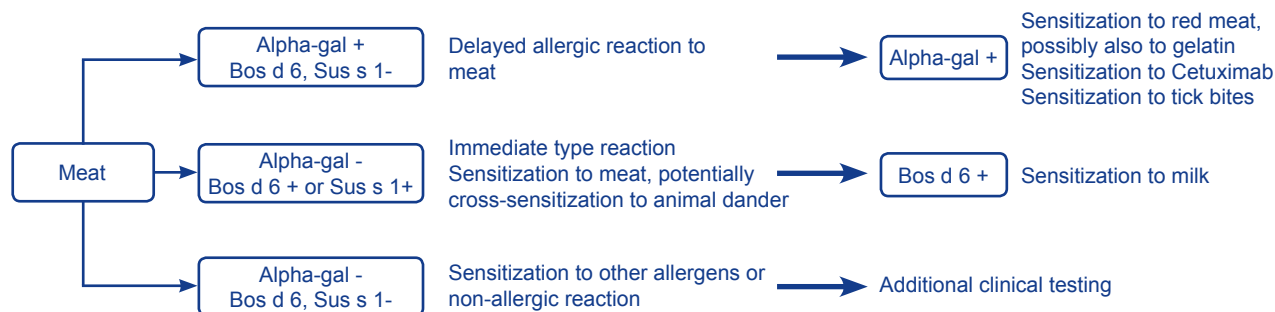 Meat
Alpha-gal +
Bos d 6, Sus s 1-
Delayed allergic reaction to
meat
Alpha-gal +
Sensitization to red meat,
possibly also to gelatin
Sensitization to Cetuximab
Sensitization to tick bites
Alpha-gal -
Bos d 6 + or Sus s 1+
Immediate type reaction
Sensitization to meat, potentially
cross-sensitization to animal dander
Bos d 6 +
Sensitization to milk
Alpha-gal -
Bos d 6, Sus s 1-
Sensitization to other allergens or
non-allergic reaction
Additional clinical testing